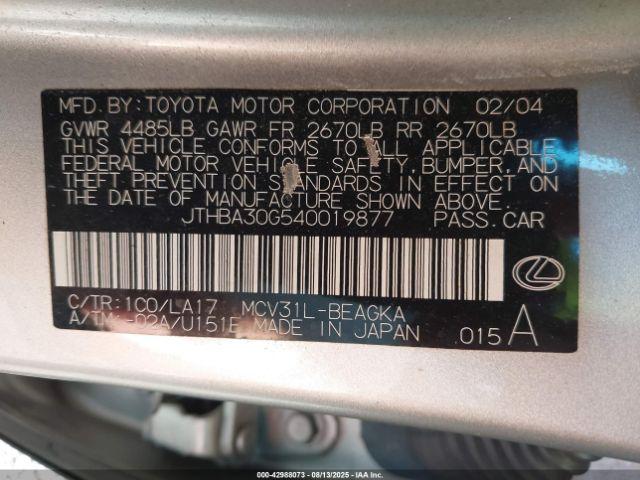 MFD. BY: TOYOTA MOTOR CORPORATION 02/04
GVWR 4485LB GAWR FR 2670LB RR 2670LB
THIS VEHICLE CONFORMS TO ALL APPLICABLE
FEDERAL MOTOR VEHICLE SAFETY, BUMPER, AND
THEFT PREVENTION STANDARDS IN EFFECT ON
THE DATE OF MANUFACTURE SHOWN ABOVE.
JTHBA30G540019877 PASS. CAR
C/TR: 1C0/LA17 MCV31L-BEAGKA
A/TM: -02A/U151E MADE IN JAPAN 015 A
000-42988073 - 08/13/2025 - IAAI, Inc.